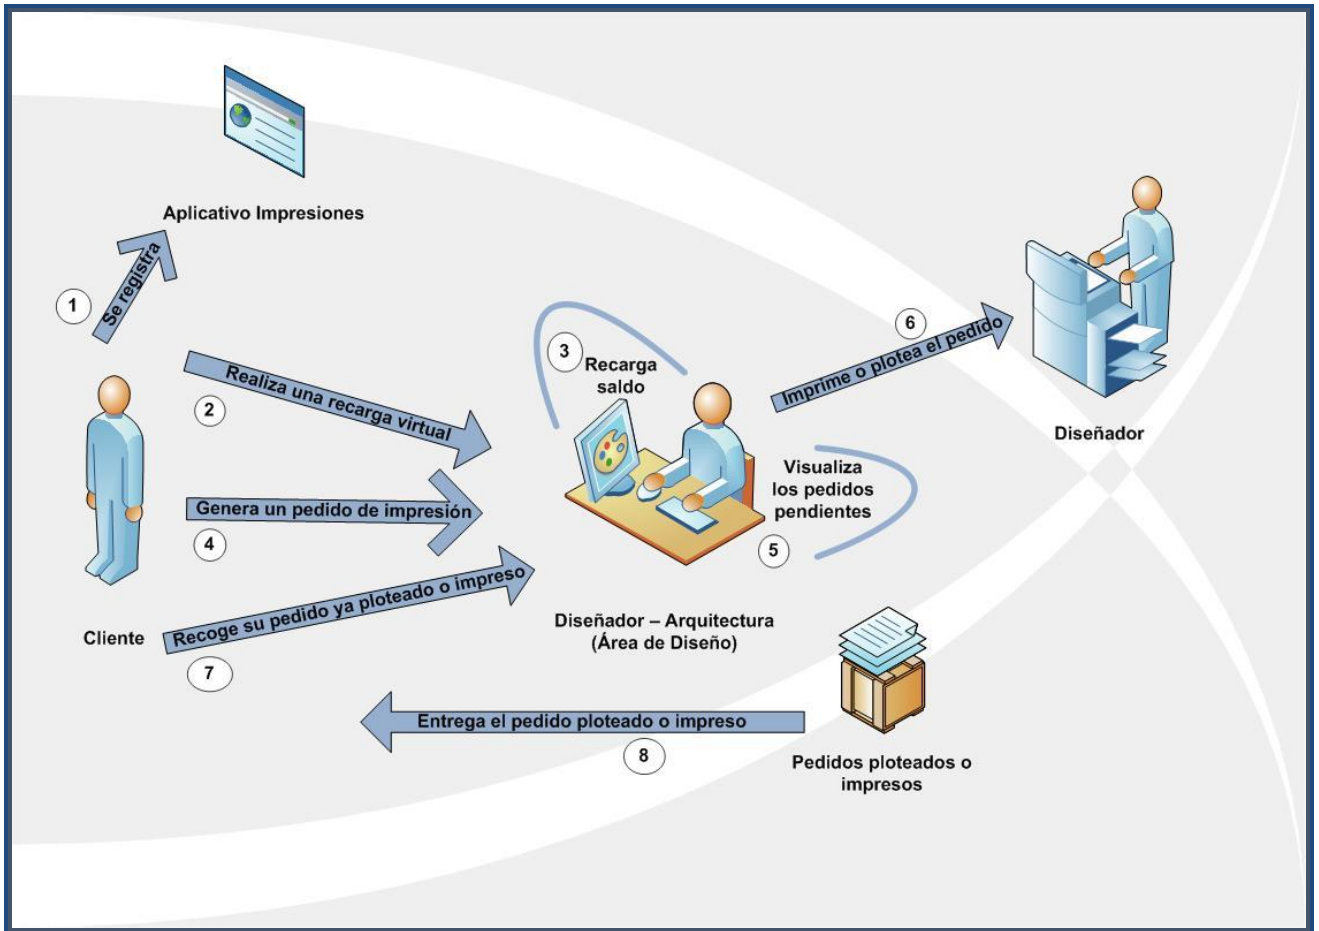 Aplicativo Impresiones
1
Se registra
2
Realiza una recarga virtual
3
Recarga
saldo
4
Genera un pedido de impresión
5
Visualiza
los pedidos
pendientes
6
Imprime o plotea el pedido
Diseñador
Cliente
Diseñador – Arquitectura
(Área de Diseño)
7
Recoge su pedido ya ploteado o impreso
8
Entrega el pedido ploteado o impreso
Pedidos ploteados o
impresos